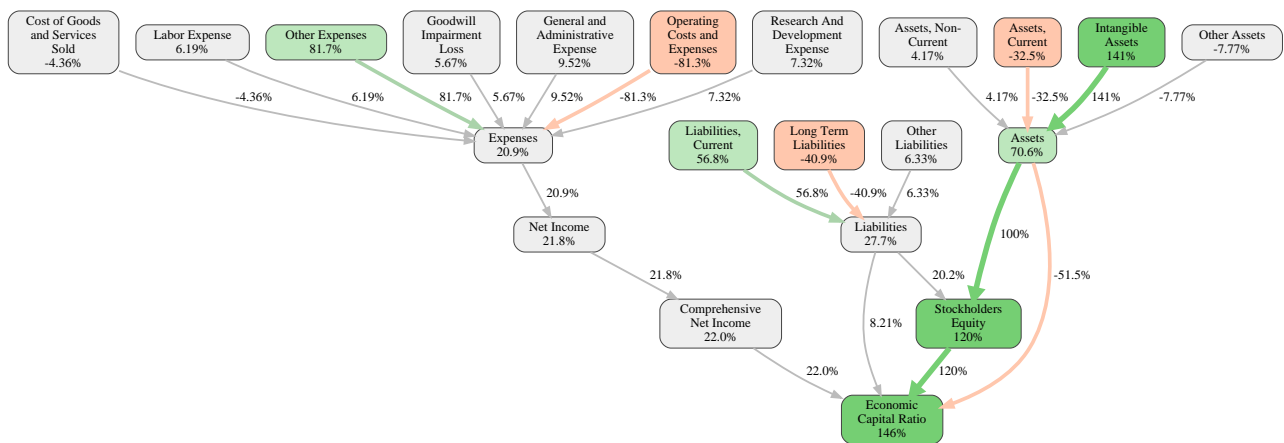 Cost of Goods
and Services
Sold
-4.36%
Labor Expense
6.19%
Other Expenses
81.7%
Goodwill
Impairment
Loss
5.67%
General and
Administrative
Expense
9.52%
Operating
Costs and
Expenses
-81.3%
Research And
Development
Expense
7.32%
Assets, Non-
Current
4.17%
Assets,
Current
-32.5%
Intangible
Assets
141%
Other Assets
-7.77%
-4.36%
6.19%
81.7%
5.67%
9.52%
-81.3%
7.32%
4.17%
-32.5%
141%
-7.77%
Expenses
20.9%
Liabilities,
Current
56.8%
Long Term
Liabilities
-40.9%
Other
Liabilities
6.33%
Assets
70.6%
20.9%
56.8%
-40.9%
6.33%
Net Income
21.8%
Liabilities
27.7%
100%
21.8%
20.2%
-51.5%
Comprehensive
Net Income
22.0%
8.21%
Stockholders
Equity
120%
22.0%
120%
Economic
Capital Ratio
146%